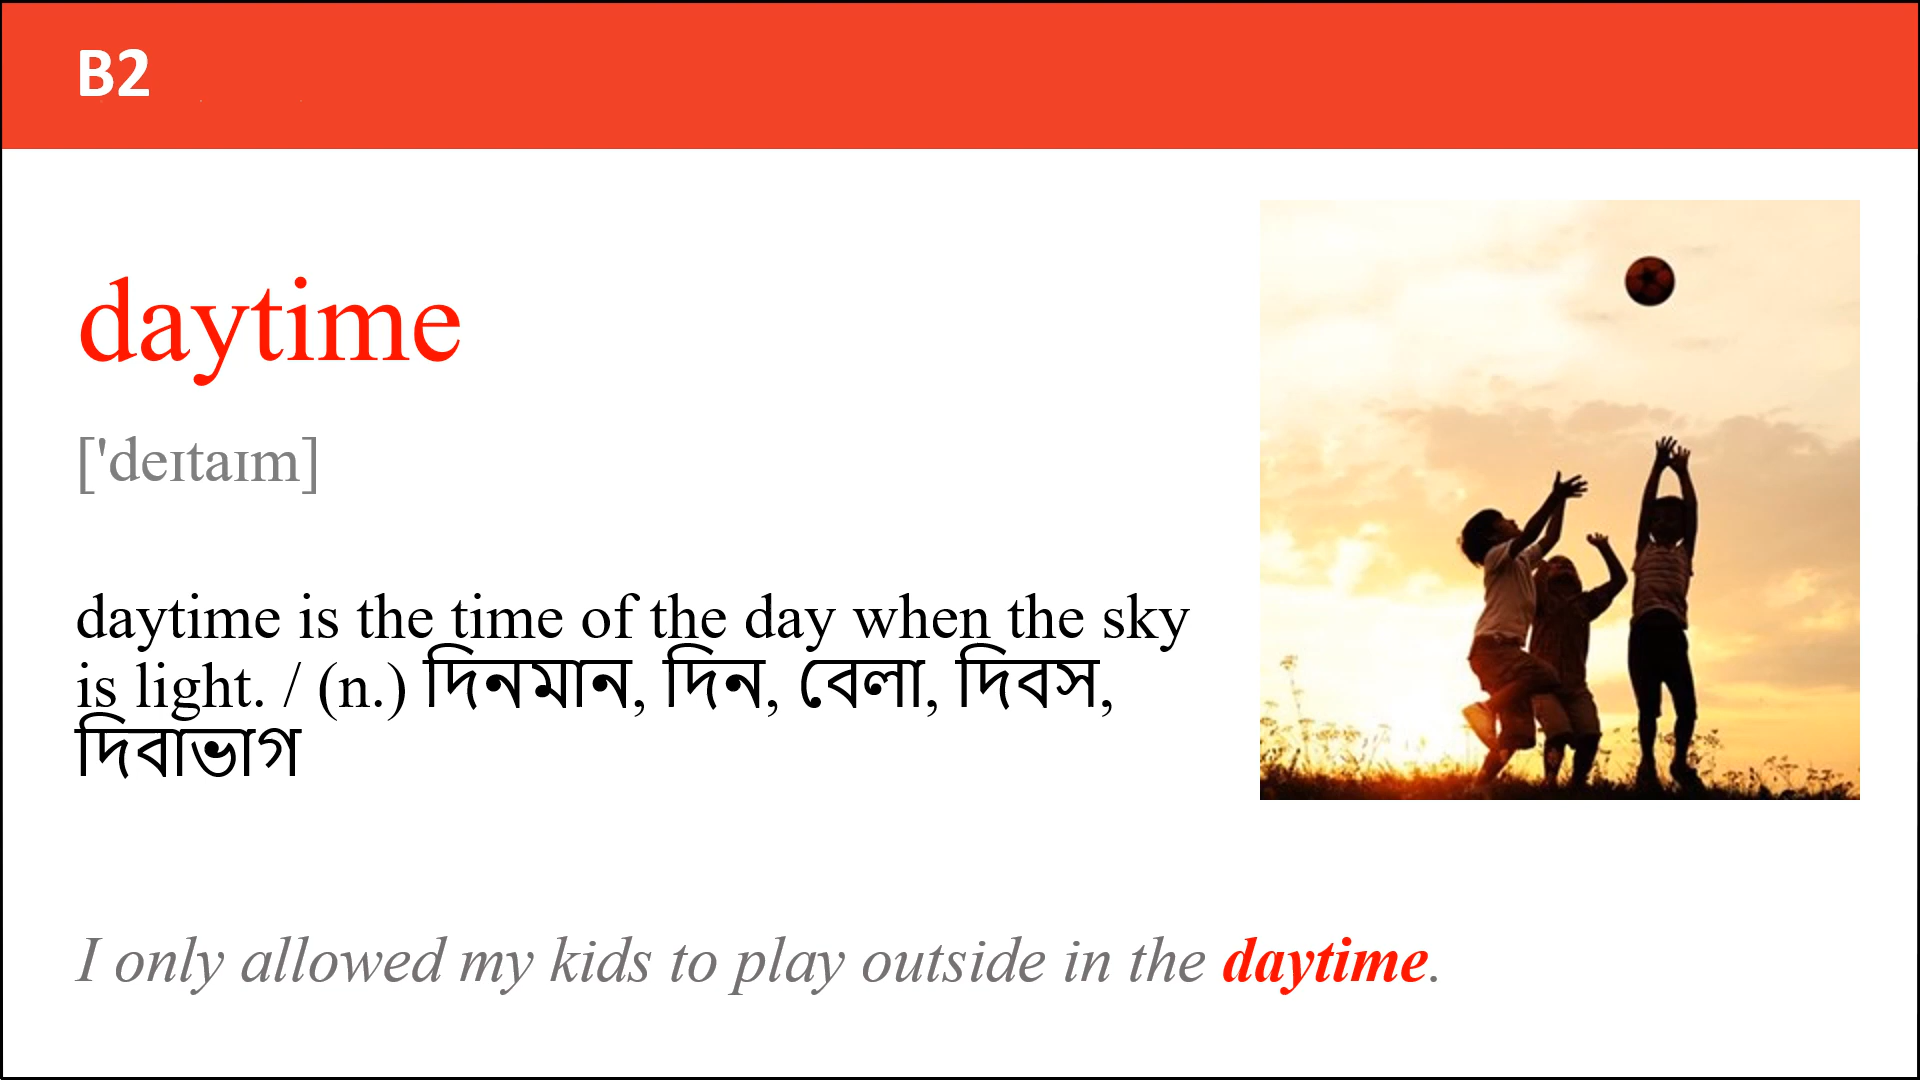 B2
daytime
['deɪtaɪm]
daytime is the time of the day when the sky
is light. / (n.) দিনমান, দিন, বেলা, দিবস,
দিবাভাগ
I only allowed my kids to play outside in the daytime.